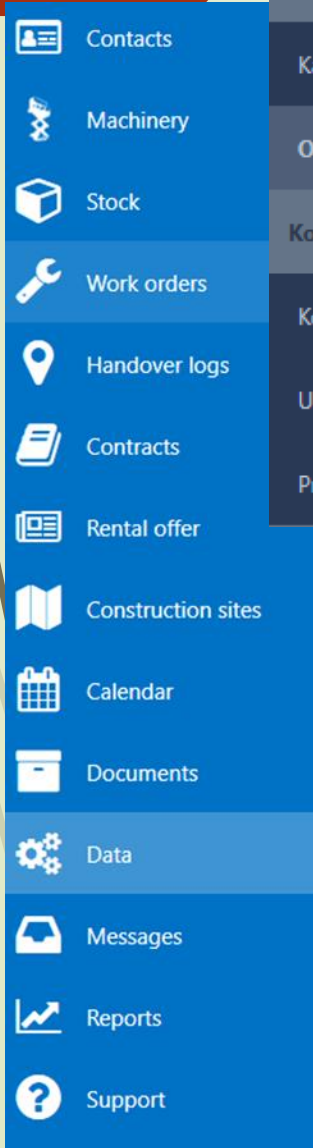 Contacts
Machinery
Stock
Work orders
Handover logs
Contracts
Rental offer
Construction sites
Calendar
Documents
Data
Messages
Reports
Support